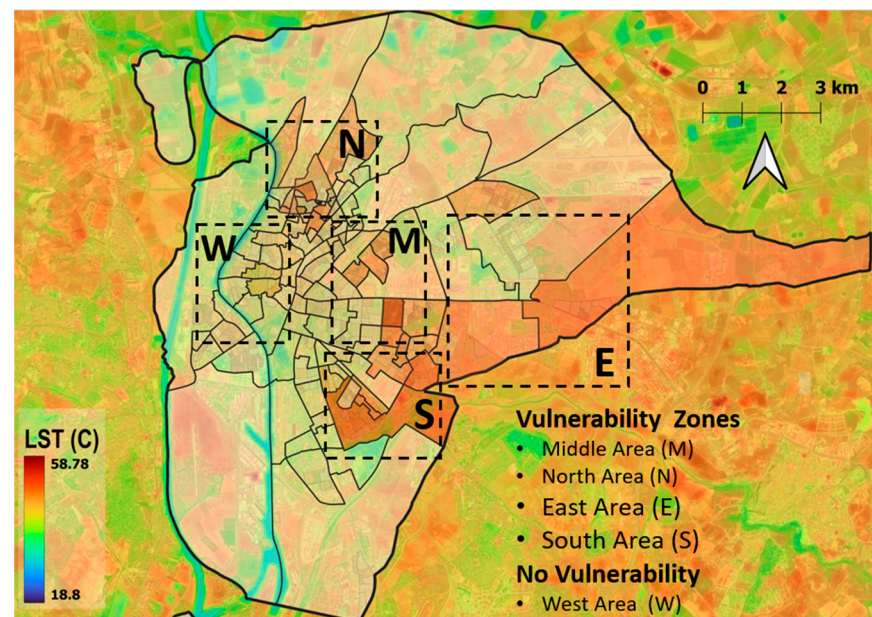 N
0 1 2 3 km
W
M
E
S
LST (C)
58.78
18.8
Vulnerability Zones
• Middle Area (M)
• North Area (N)
• East Area (E)
• South Area (S)
No Vulnerability
• West Area (W)